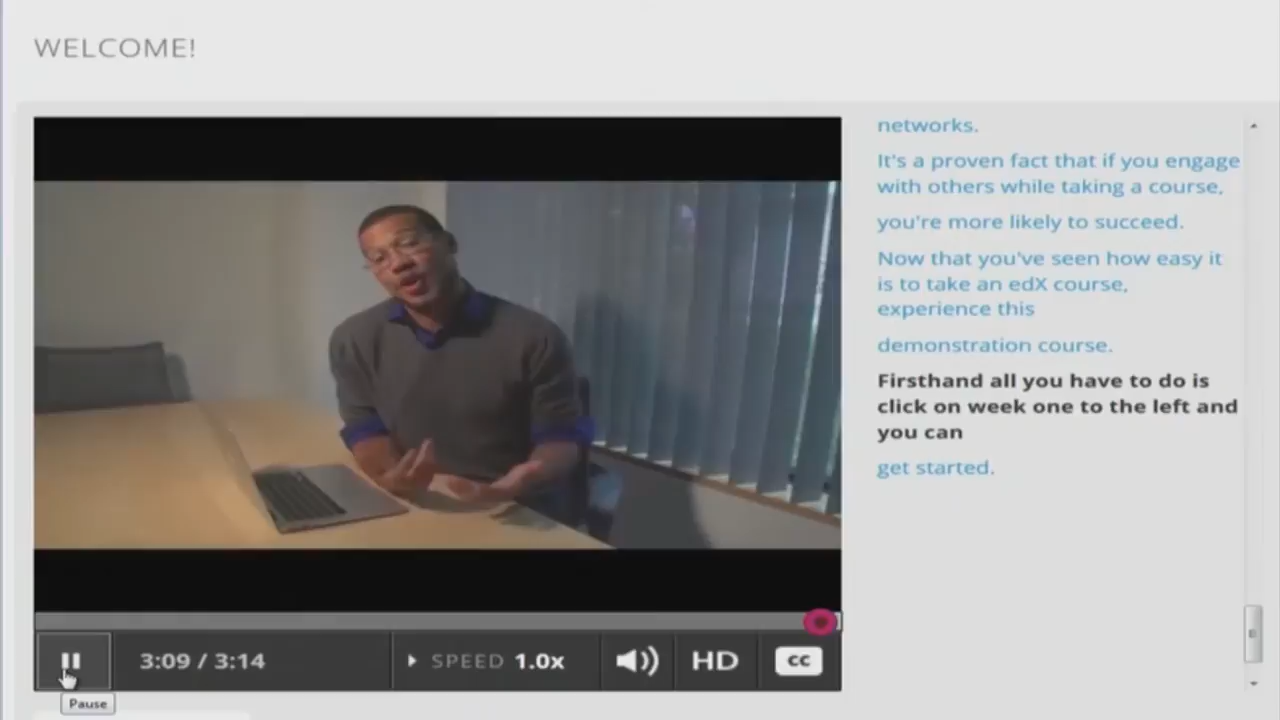 WELCOME!
networks.
It's a proven fact that if you engage
with others while taking a course,
you're more likely to succeed.
Now that you've seen how easy it
is to take an edX course,
experience this
demonstration course.
Firsthand all you have to do is
click on week one to the left and
you can
get started.
3:09 / 3:14
SPEED 1.0x
HD
CC
Pause